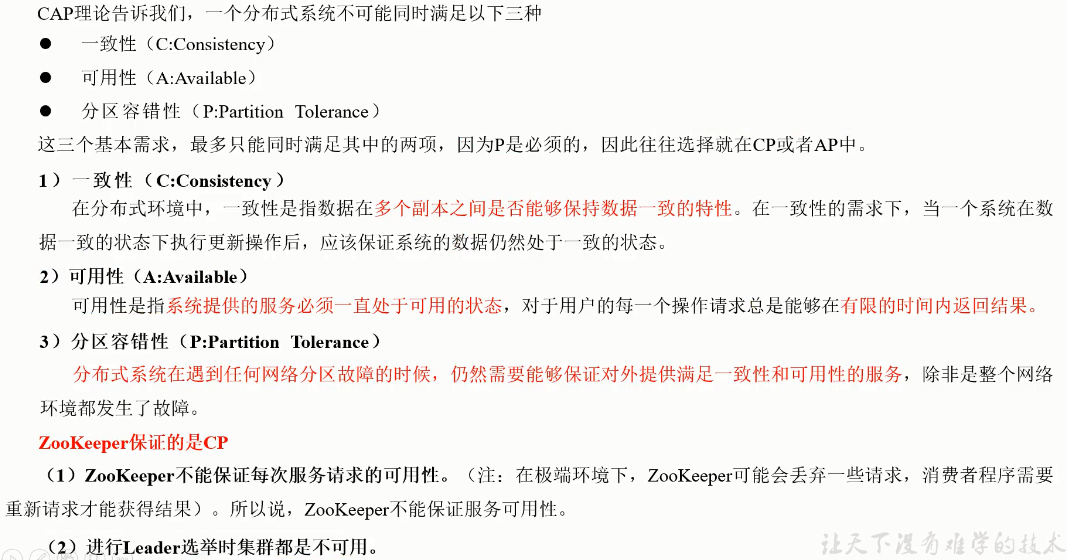 CAP理论告诉我们，一个分布式系统不可能同时满足以下三种
● 一致性（C:Consistency）
● 可用性（A:Available）
● 分区容错性（P:Partition Tolerance）
这三个基本需求，最多只能同时满足其中的两项，因为P是必须的，因此往往选择就在CP或者AP中。
1）一致性（C:Consistency）
在分布式环境中，一致性是指数据在多个副本之间是否能够保持数据一致的特性。在一致性的需求下，当一个系统在数
据一致的状态下执行更新操作后，应该保证系统的数据仍然处于一致的状态。
2）可用性（A:Available）
可用性是指系统提供的服务必须一直处于可用的状态，对于用户的每一个操作请求总是能够在有限的时间内返回结果。
3）分区容错性（P:Partition Tolerance）
分布式系统在遇到任何网络分区故障的时候，仍然需要能够保证对外提供满足一致性和可用性的服务，除非是整个网络
环境都发生了故障。
ZooKeeper保证的是CP
（1）ZooKeeper不能保证每次服务请求的可用性。（注：在极端环境下，ZooKeeper可能会丢弃一些请求，消费者程序需要
重新请求才能获得结果）。所以说，ZooKeeper不能保证服务可用性。
（2）进行Leader选举时集群都是不可用。
让天下没有难学的技术